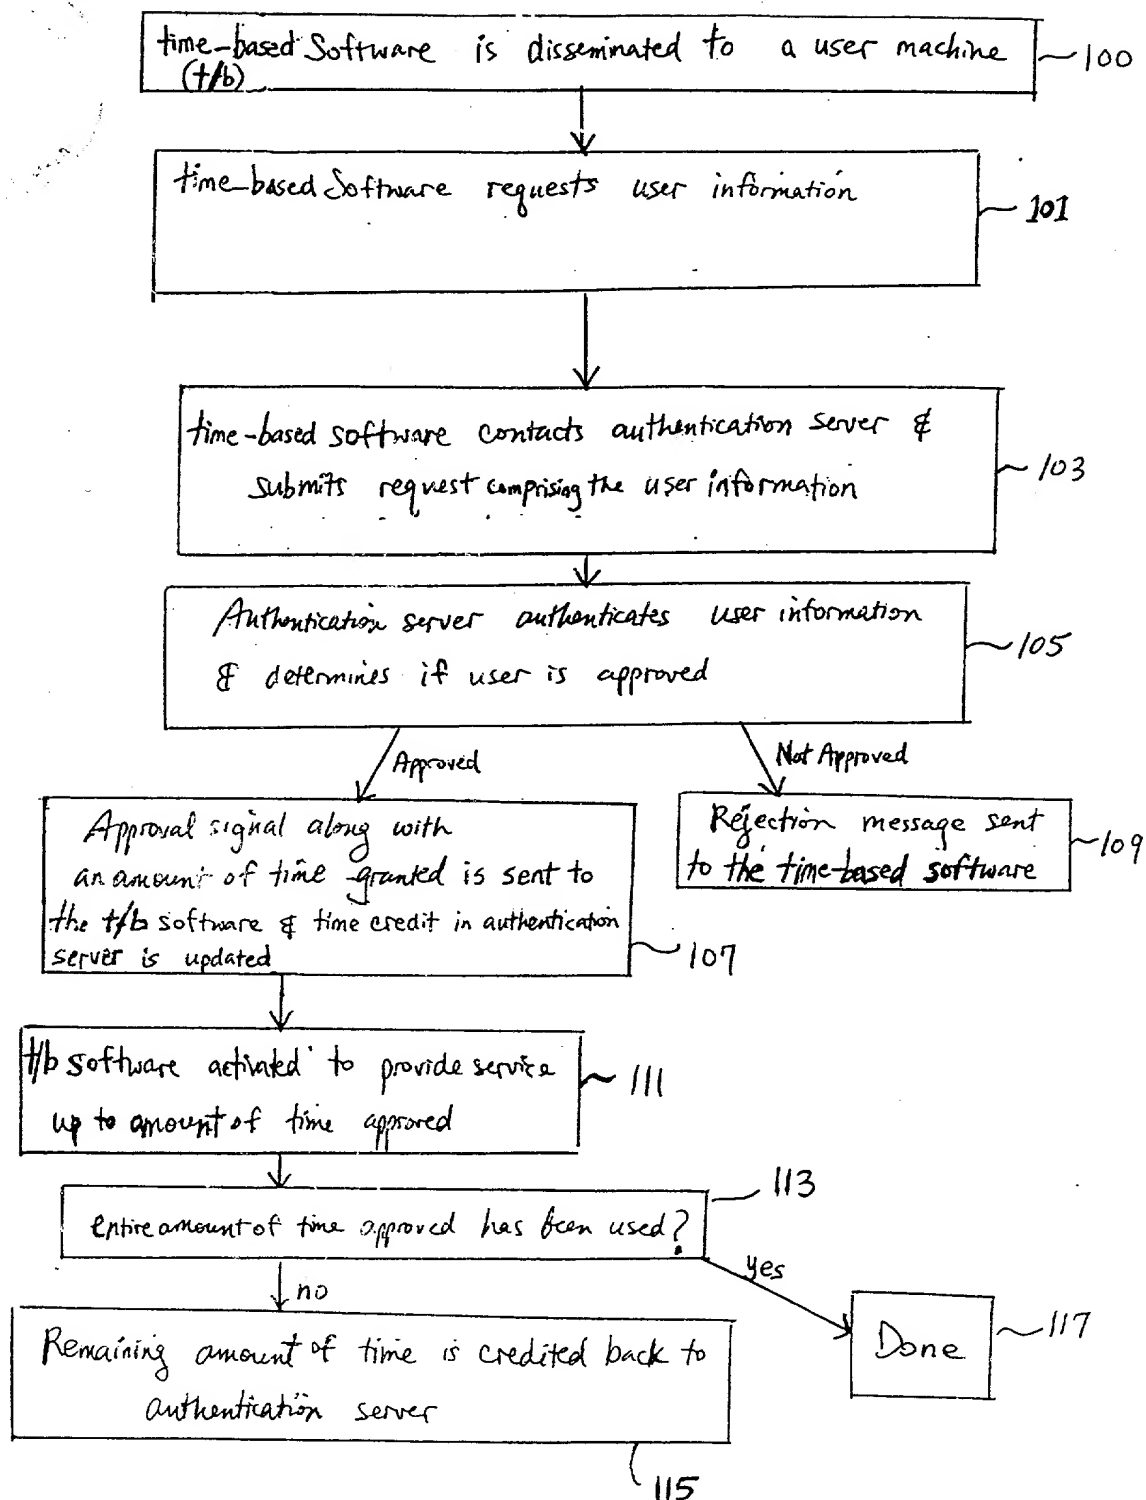 time-based Software is disseminated to a user machine
(t/b)
100
time-based Software requests user information
101
time-based software contacts authentication server &
submits request comprising the user information
103
Authentication server authenticates user information
& determines if user is approved
105
Approved
Not Approved
Approval signal along with
an amount of time granted is sent to
the t/b software & time credit in authentication
server is updated
107
Rejection message sent
to the time-based software
109
t/b software activated to provide service
up to amount of time approved
111
entire amount of time approved has been used?
113
no
yes
Remaining amount of time is credited back to
authentication server
115
Done
117